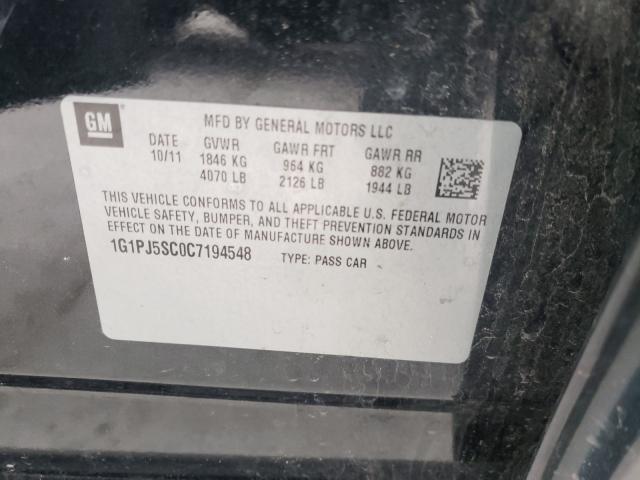 GM
MFD BY GENERAL MOTORS LLC
DATE GVWR GAWR FRT GAWR RR
10/11 1846 KG 964 KG 882 KG
4070 LB 2126 LB 1944 LB
THIS VEHICLE CONFORMS TO ALL APPLICABLE U.S. FEDERAL MOTOR
VEHICLE SAFETY, BUMPER, AND THEFT PREVENTION STANDARDS IN
EFFECT ON THE DATE OF MANUFACTURE SHOWN ABOVE.
1G1PJ5SC0C7194548 TYPE: PASS CAR